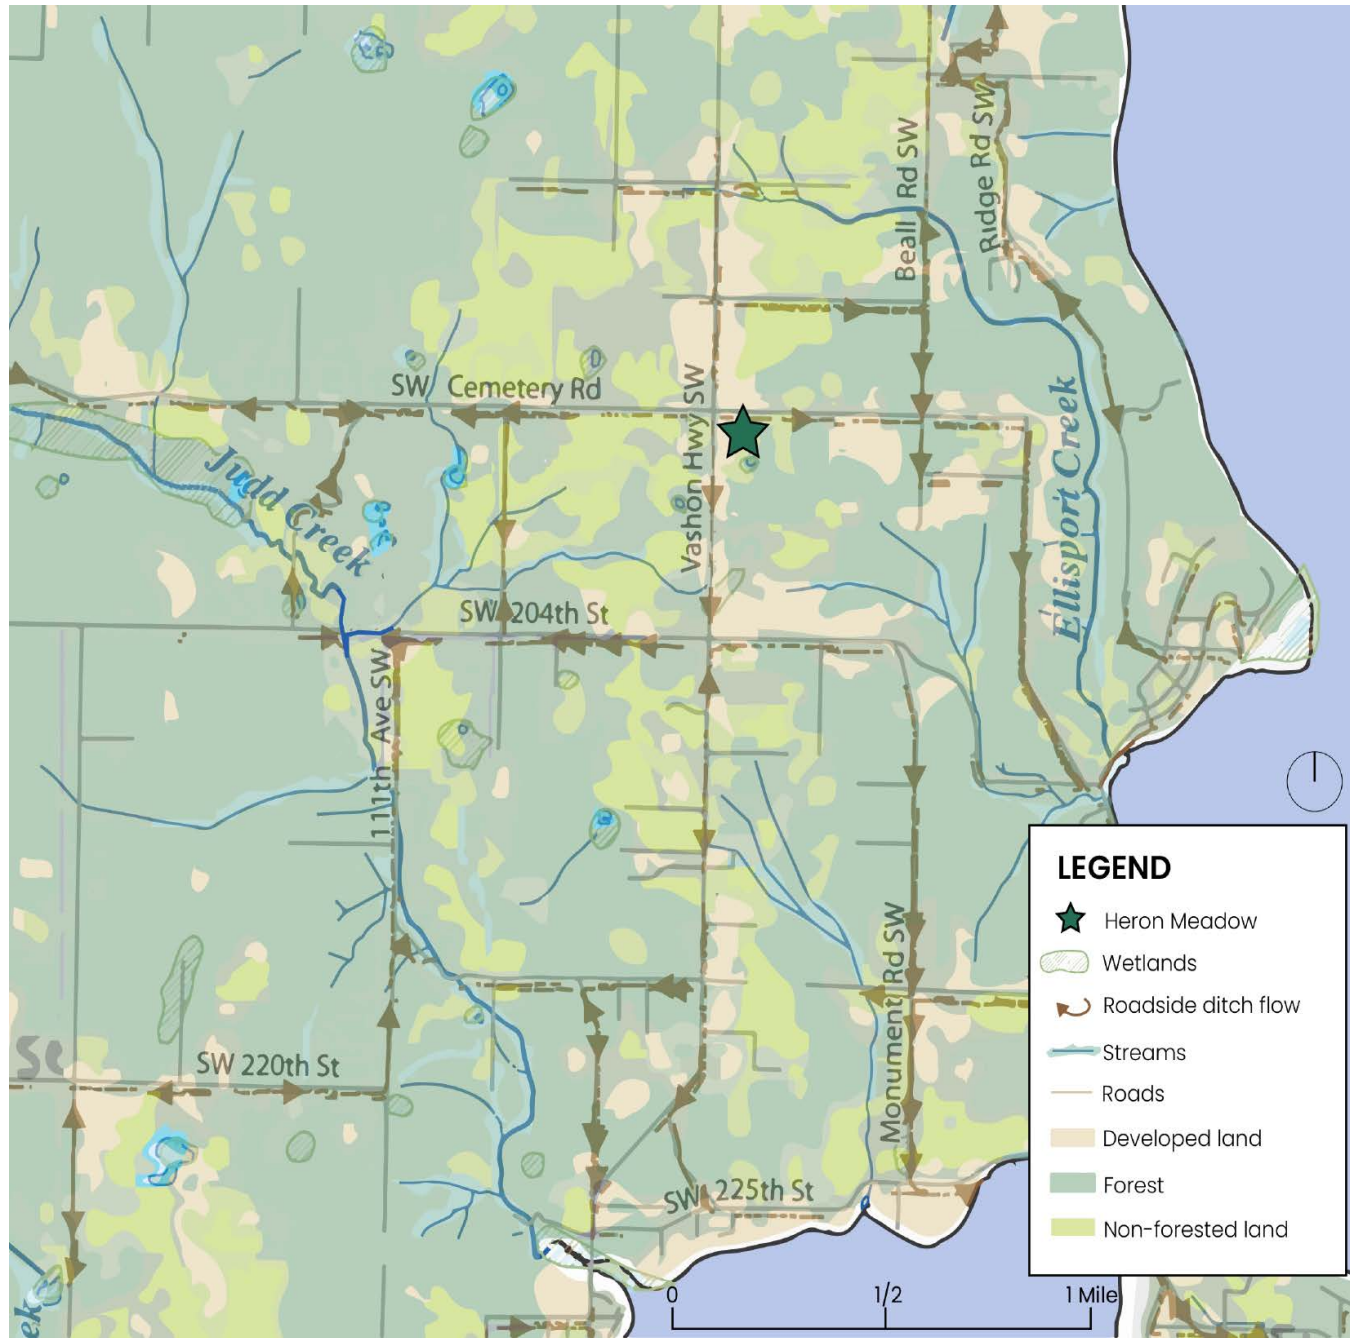 Beall Rd SW
Ridge Rd SW
SW Cemetery Rd
Vashon Hwy SW
Judd Creek
Ellisport Creek
SW 204th St
111th Ave SW
Monument Rd SW
SW 220th St
SW 225th St
LEGEND
Heron Meadow
Wetlands
Roadside ditch flow
Streams
Roads
Developed land
Forest
Non-forested land
0 1/2 1 Mile